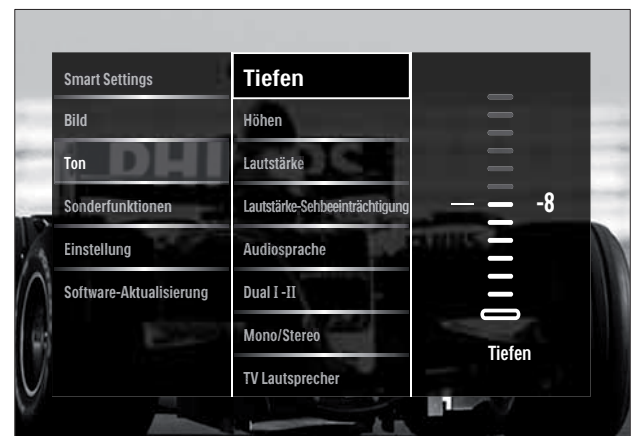 Smart Settings
Bild
Ton
Sonderfunktionen
Einstellung
Software-Aktualisierung
Tiefen
Höhen
Lautstärke
Lautstärke-Sehbeeinträchtigung
Audiosprache
Dual I -II
Mono/Stereo
TV Lautsprecher
-8
Tiefen